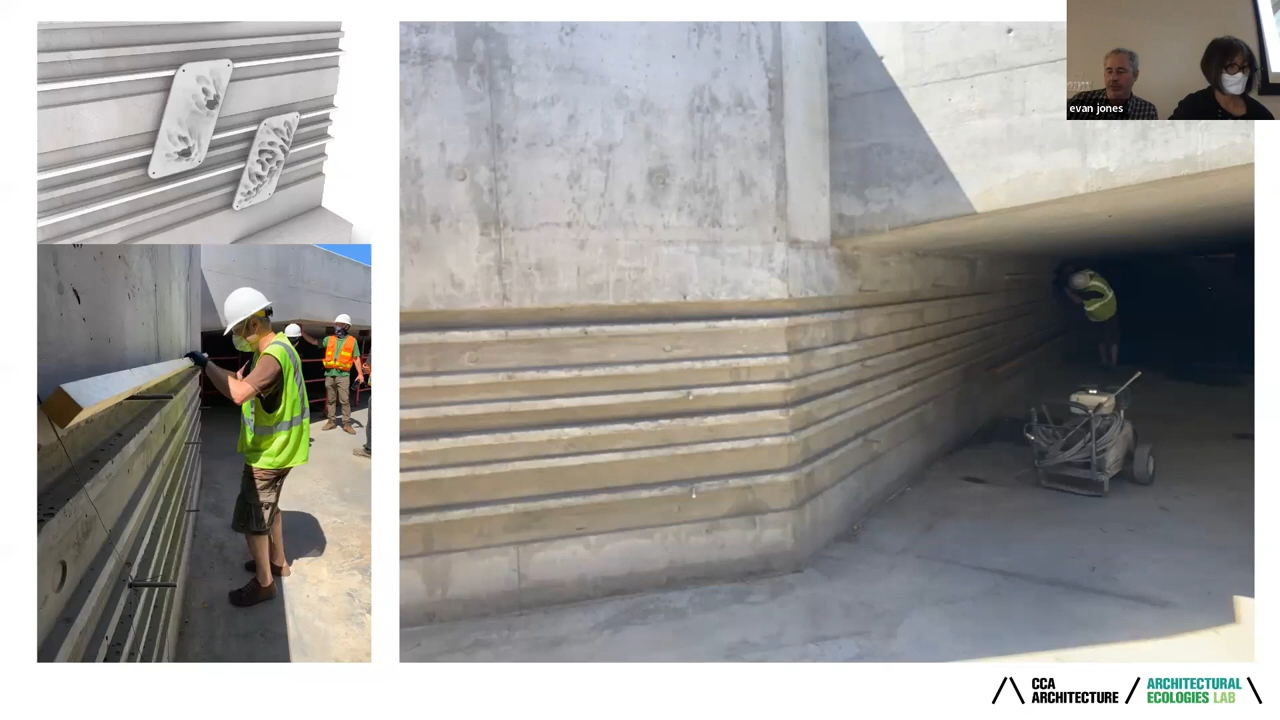 evan jones
CCA
ARCHITECTURE
ARCHITECTURAL
ECOLOGIES LAB